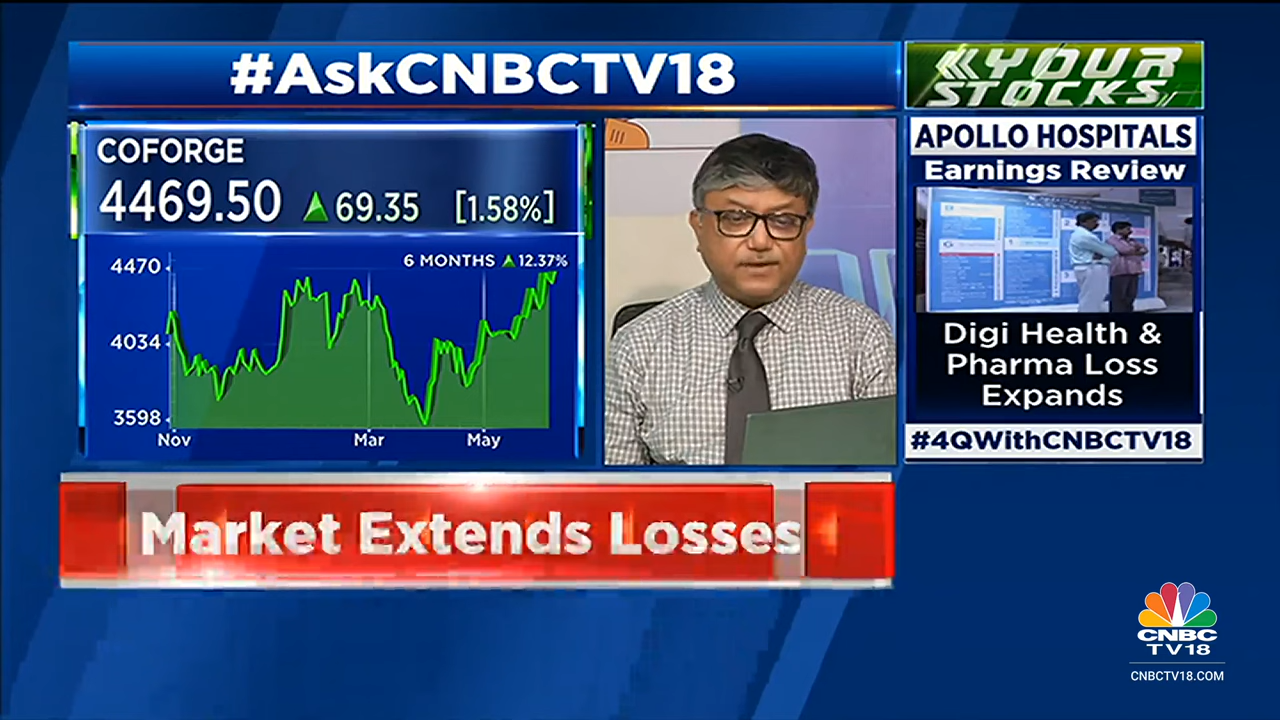 #AskCNBCTV18
YOUR
STOCKS
COFORGE
4469.50 ▲ 69.35 [1.58%]
6 MONTHS ▲ 12.37%
4470
4034
3598
Nov Mar May
APOLLO HOSPITALS
Earnings Review
Digi Health &
Pharma Loss
Expands
#4QWithCNBCTV18
Market Extends Losses
CNBC
TV18
CNBCTV18.COM